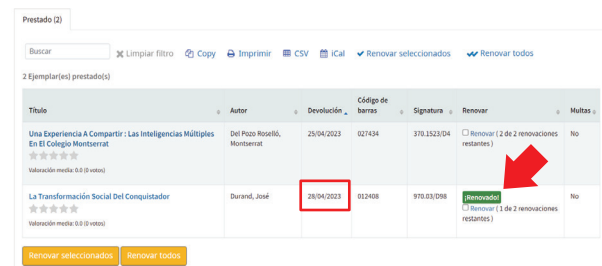 Prestado (2)
Buscar Limpiar filtro Copy Imprimir CSV iCal Renovar seleccionados Renovar todos
2 Ejemplar(es) prestado(s)
Título Autor Devolución Código de barras Signatura Renovar Multas
Una Experiencia A Compartir : Las Inteligencias Múltiples Del Pozo Roselló, 25/04/2023 027434 370.1523/D4 Renovar ( 2 de 2 renovaciones No
En El Colegio Montserrat Montserrat restantes )
Valoración media: 0.0 (0 votos)
La Transformación Social Del Conquistador Durand, José 28/04/2023 012408 970.03/D98 ¡Renovado! No
Renovar ( 1 de 2 renovaciones
restantes )
Valoración media: 0.0 (0 votos)
Renovar seleccionados Renovar todos